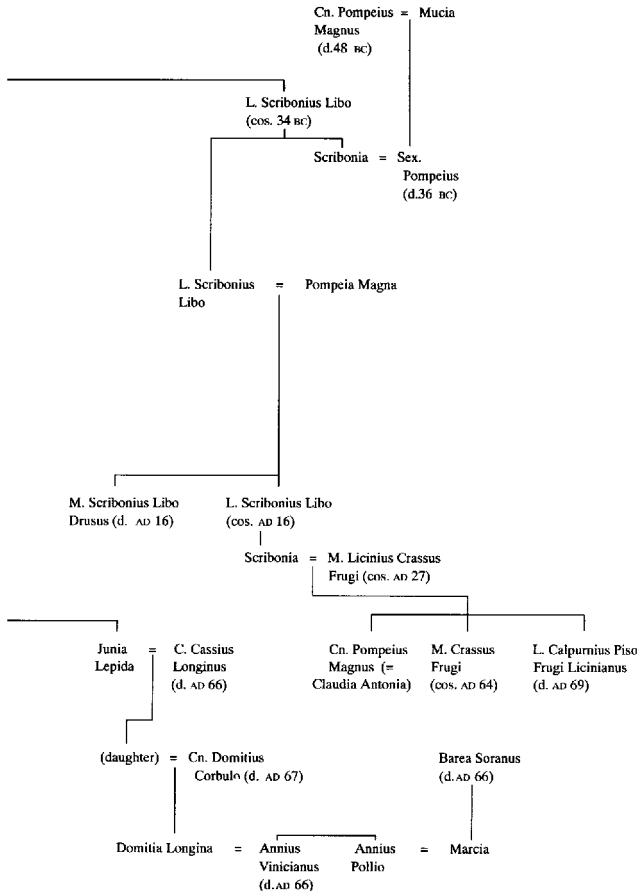 Cn. Pompeius = Mucia
Magnus
(d.48 BC)
L. Scribonius Libo
(cos. 34 BC)
Scribonia = Sex.
Pompeius
(d.36 BC)
L. Scribonius = Pompeia Magna
Libo
M. Scribonius Libo
Drusus (d. AD 16)
L. Scribonius Libo
(cos. AD 16)
Scribonia = M. Licinius Crassus
Frugi (cos. AD 27)
Junia = C. Cassius
Lepida Longinus
(d. AD 66)
Cn. Pompeius
Magnus (=
Claudia Antonia)
M. Crassus
Frugi
(cos. AD 64)
L. Calpurnius Piso
Frugi Licinianus
(d. AD 69)
(daughter) = Cn. Domitius
Corbulo (d. AD 67)
Barea Soranus
(d. AD 66)
Domitia Longina = Annius
Vinicianus
(d. AD 66)
Annius = Marcia
Pollio